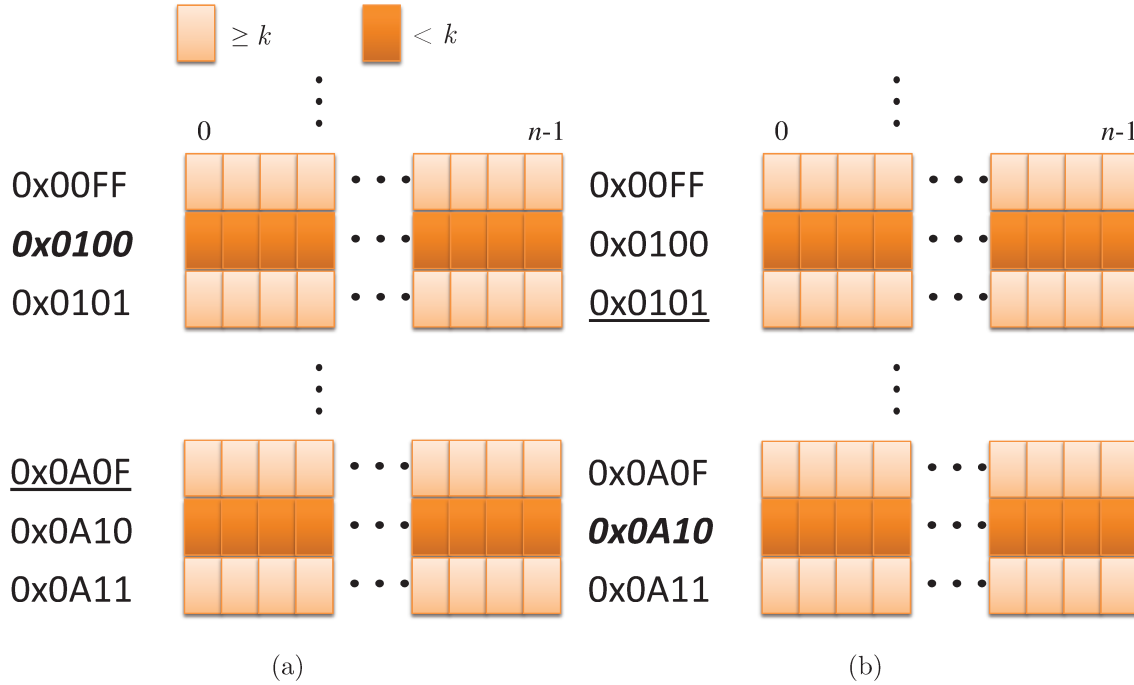 ≥ k < k
0 n-1 0 n-1
0x00FF 0x00FF
0x0100 0x0100
0x0101 0x0101
0x0A0F 0x0A0F
0x0A10 0x0A10
0x0A11 0x0A11
(a) (b)